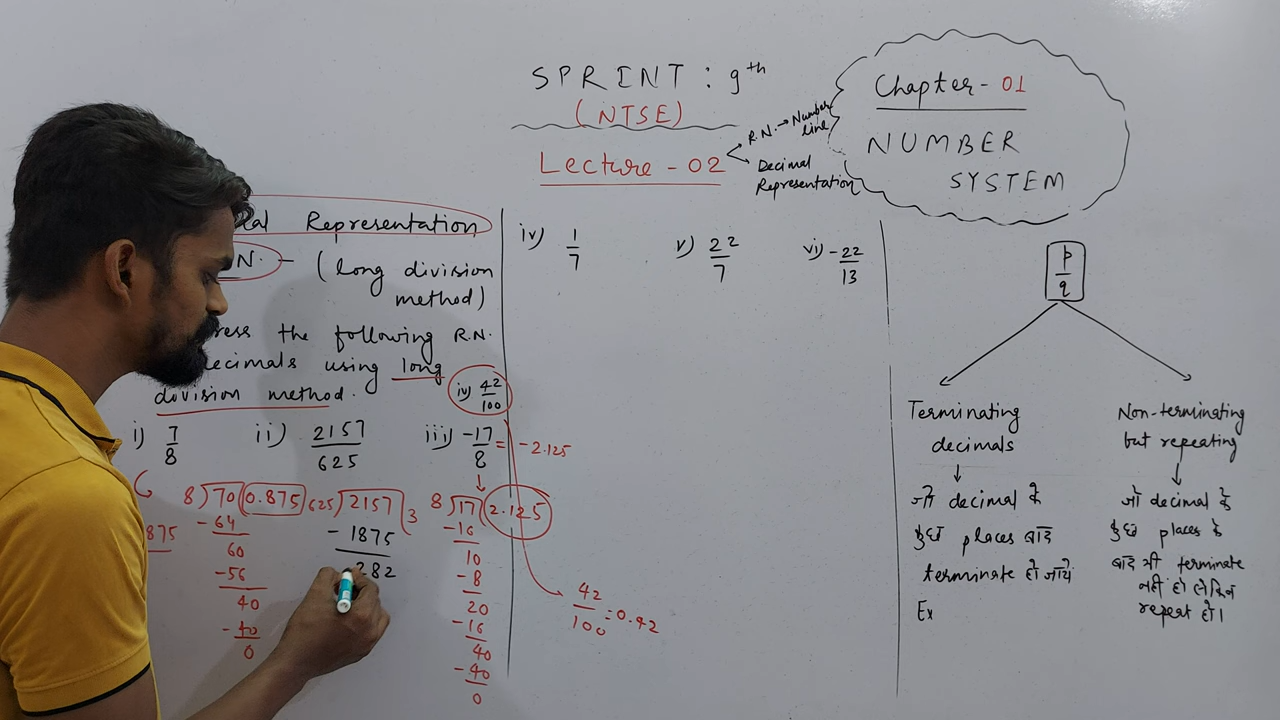 SPRINT : 9th
(NTSE)
Lecture - 02
R.N. → Number line
Decimal Representation
Chapter - 01
NUMBER
SYSTEM
Representation
N. - (long division
method)
the following R.N.
ecimals using long
division method.
iv) 42/100
i) 7/8
ii) 2157/625
iii) -17/8 = -2.125
8)70(0.875
-64
60
-56
40
-40
0
875
625)2157(3
-1875
282
8)17(2.125
-16
10
-8
20
-16
40
-40
0
42/100 = 0.42
iv) 1/7
v) 22/7
vi) -22/13
p/q
Terminating
decimals
↓
जो decimal के
कुछ places बाद
terminate हो जाये
Ex
Non-terminating
but repeating
↓
जो decimal के
कुछ places के
बाद भी terminate
नहीं हो लेकिन
repeat हो।